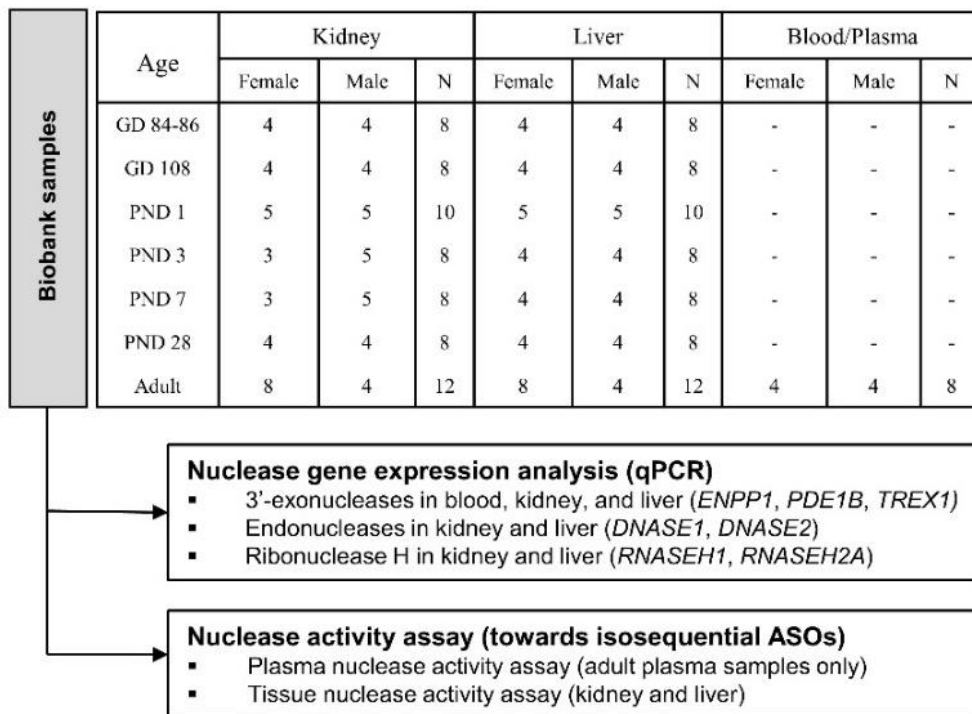 Biobank samples
Age Kidney Liver Blood/Plasma
Female Male N Female Male N Female Male N
GD 84-86 4 4 8 4 4 8 - - -
GD 108 4 4 8 4 4 8 - - -
PND 1 5 5 10 5 5 10 - - -
PND 3 3 5 8 4 4 8 - - -
PND 7 3 5 8 4 4 8 - - -
PND 28 4 4 8 4 4 8 - - -
Adult 8 4 12 8 4 12 4 4 8
Nuclease gene expression analysis (qPCR)
▪ 3'-exonucleases in blood, kidney, and liver (ENPP1, PDE1B, TREX1)
▪ Endonucleases in kidney and liver (DNASE1, DNASE2)
▪ Ribonuclease H in kidney and liver (RNASEH1, RNASEH2A)
Nuclease activity assay (towards isosequential ASOs)
▪ Plasma nuclease activity assay (adult plasma samples only)
▪ Tissue nuclease activity assay (kidney and liver)